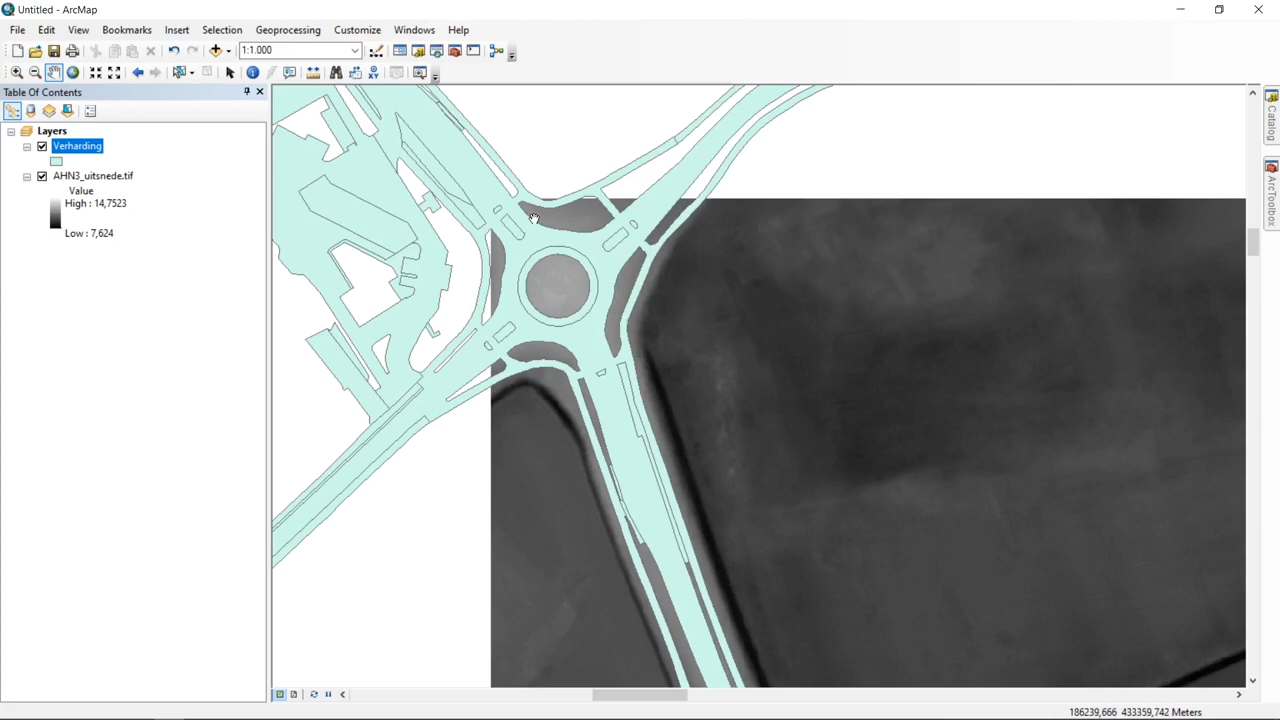 Untitled - ArcMap
File Edit View Bookmarks Insert Selection Geoprocessing Customize Windows Help
1:1.000
Table Of Contents
Layers
Verharding
AHN3_uitsnede.tif
Value
High : 14,7523
Low : 7,624
Catalog
ArcToolbox
186239,666 433359,742 Meters